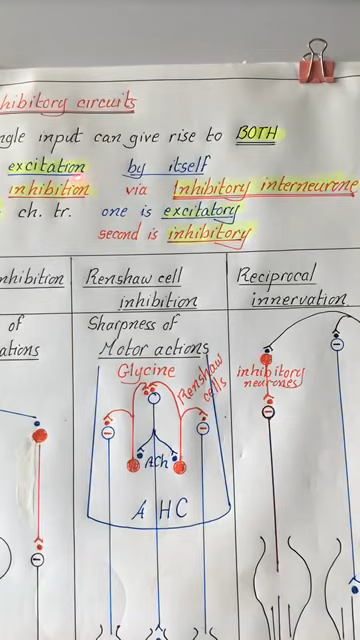 hibitory circuits
ngle input can give rise to BOTH
excitation by itself
inhibition via Inhibitory interneurone
ch. tr. one is excitatory
second is inhibitory
nhibition
Renshaw cell
inhibition
Reciprocal
innervation
of
ations
Sharpness of
Motor actions
Glycine
Renshaw
cells
inhibitory
neurones
ACh
AHC